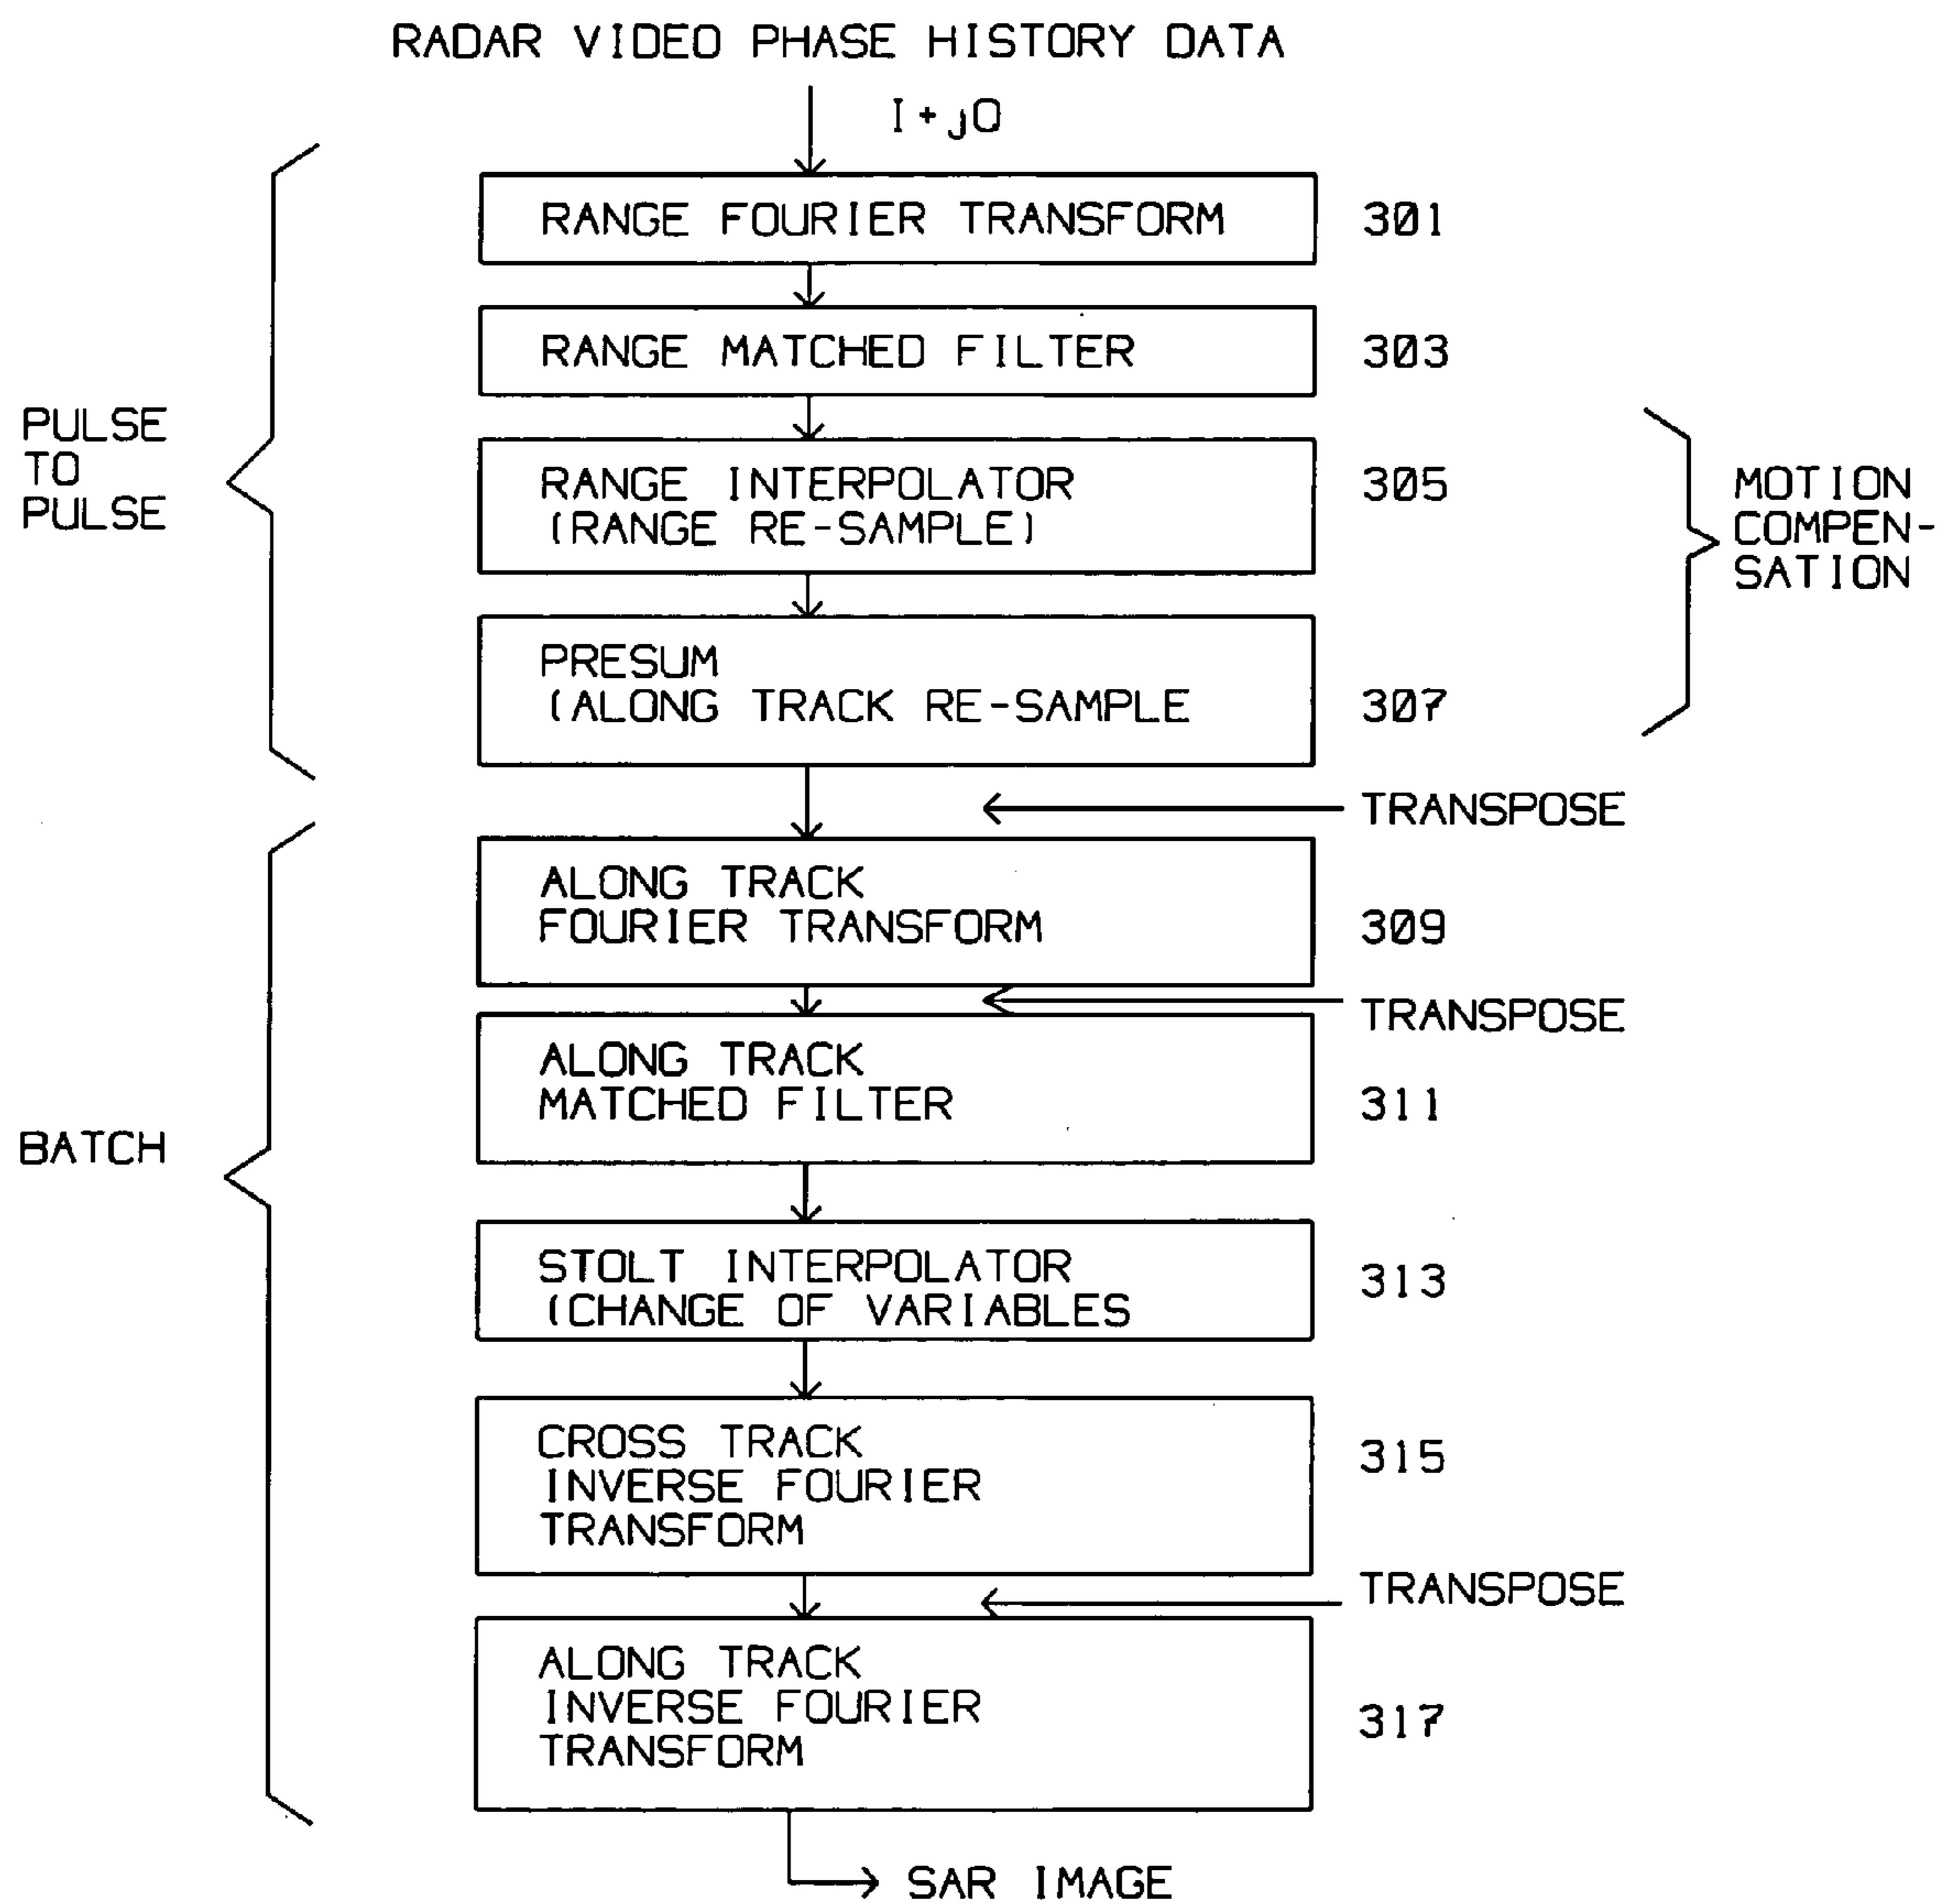 RADAR VIDEO PHASE HISTORY DATA
I+jQ
RANGE FOURIER TRANSFORM
301
RANGE MATCHED FILTER
303
PULSE
TO
PULSE
RANGE INTERPOLATOR
(RANGE RE-SAMPLE)
305
MOTION
COMPEN-
SATION
PRESUM
(ALONG TRACK RE-SAMPLE
307
TRANSPOSE
ALONG TRACK
FOURIER TRANSFORM
309
TRANSPOSE
ALONG TRACK
MATCHED FILTER
311
BATCH
STOLT INTERPOLATOR
(CHANGE OF VARIABLES
313
CROSS TRACK
INVERSE FOURIER
TRANSFORM
315
TRANSPOSE
ALONG TRACK
INVERSE FOURIER
TRANSFORM
317
SAR IMAGE